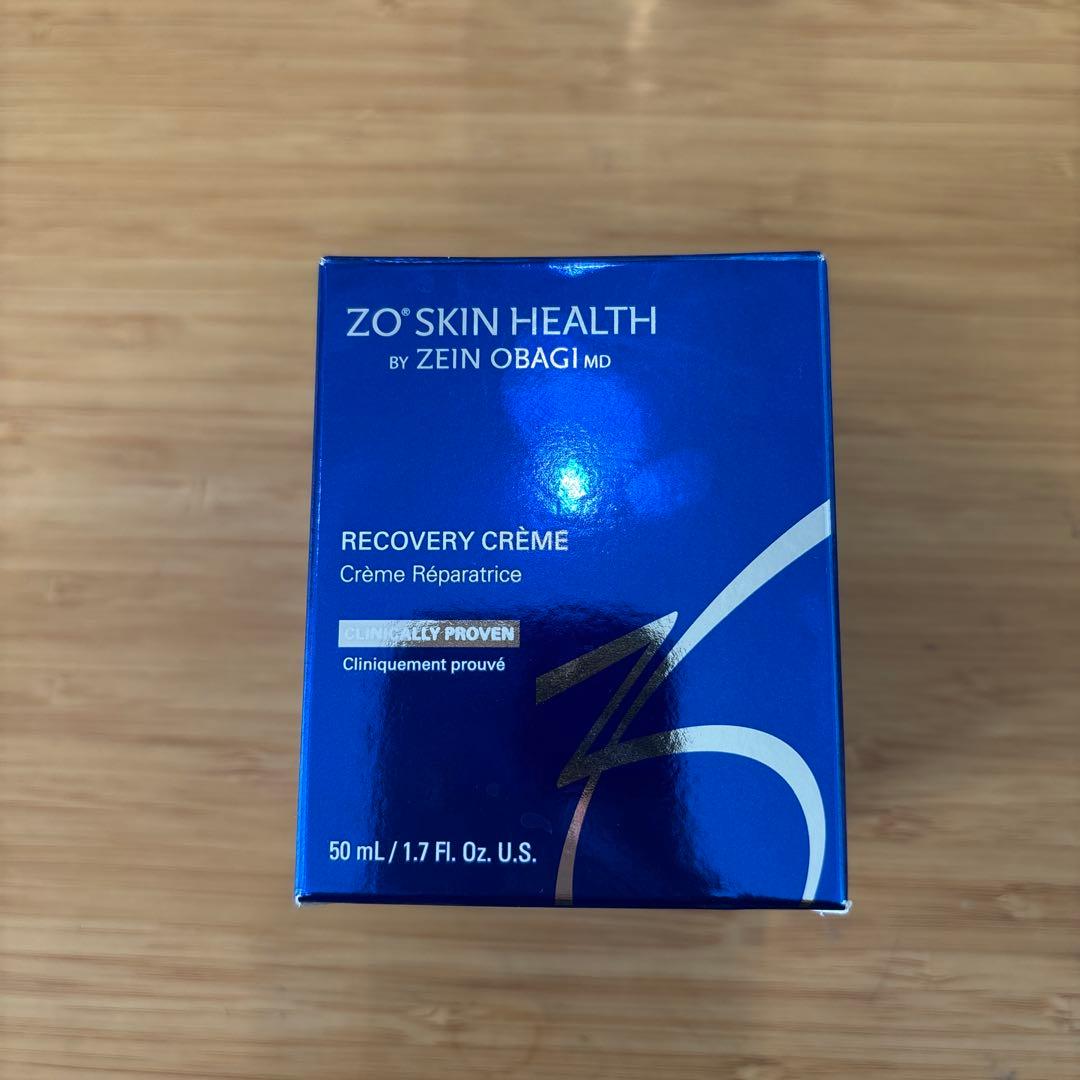 ZO® SKIN HEALTH
BY ZEIN OBAGI MD
RECOVERY CRÈME
Crème Réparatrice
CLINICALLY PROVEN
Cliniquement prouvé
50 mL / 1.7 Fl. Oz. U.S.